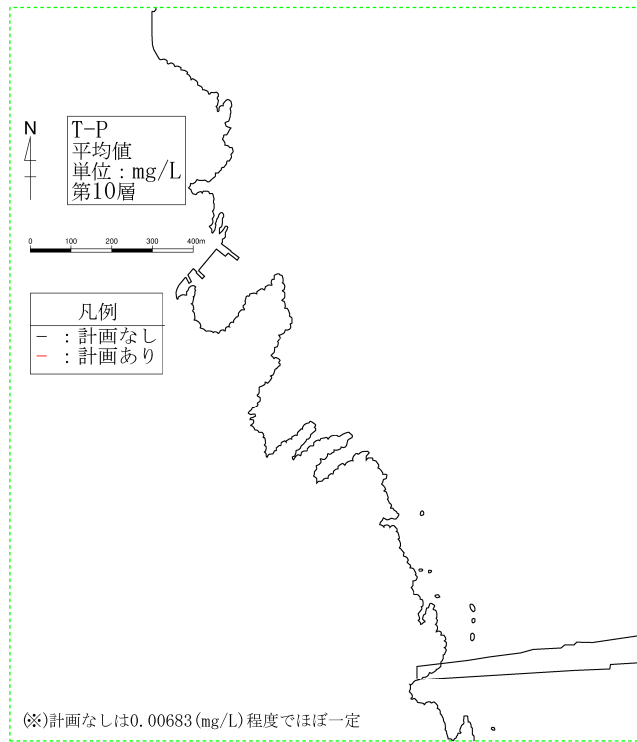 N
T-P
平均値
単位：mg/L
第10層
0 100 200 300 400m
凡例
− ：計画なし
− ：計画あり
(※)計画なしは0.00683(mg/L)程度でほぼ一定